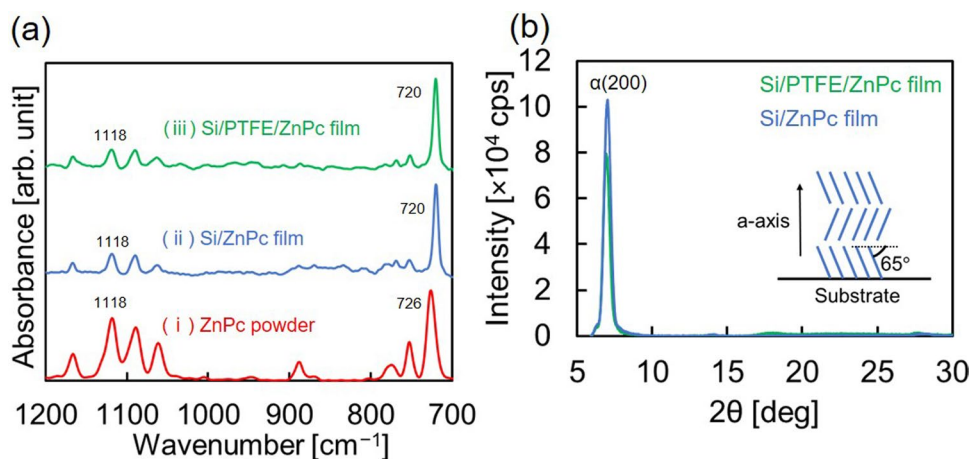 (a)
Absorbance [arb. unit]
720
1118
(iii) Si/PTFE/ZnPc film
720
1118
(ii) Si/ZnPc film
1118
726
(i) ZnPc powder
1200 1100 1000 900 800 700
Wavenumber [cm⁻¹]
(b)
Intensity [×10⁴ cps]
12
10
8
6
4
2
0
α(200)
Si/PTFE/ZnPc film
Si/ZnPc film
a-axis
65°
Substrate
5 10 15 20 25 30
2θ [deg]